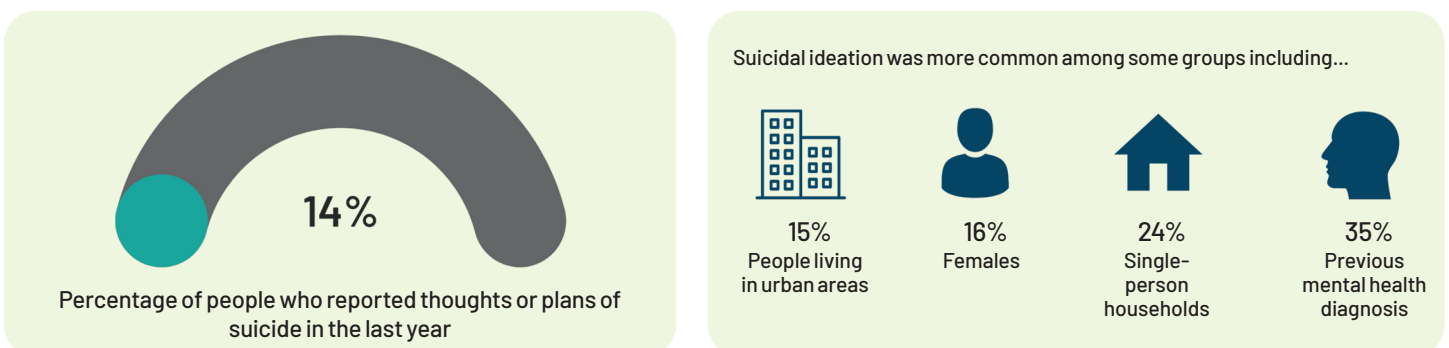 14%
Percentage of people who reported thoughts or plans of
suicide in the last year
Suicidal ideation was more common among some groups including...
15%
People living
in urban areas
16%
Females
24%
Single-
person
households
35%
Previous
mental health
diagnosis